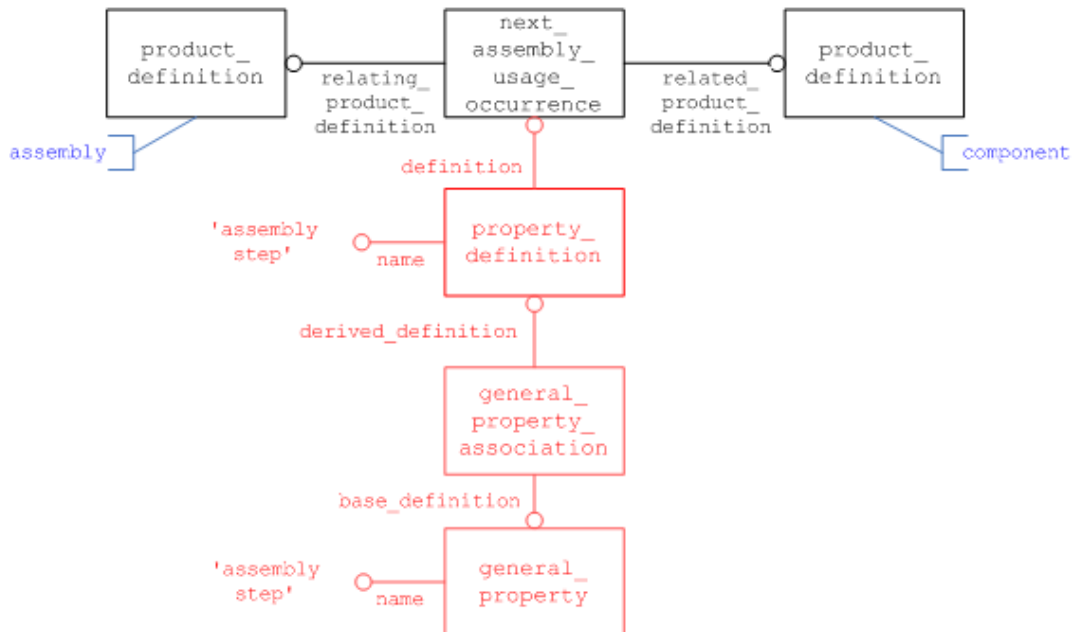 product_
definition
next_
assembly_
usage_
occurrence
product_
definition
relating_
product_
definition
related_
product_
definition
assembly
component
definition
'assembly
step'
name
property_
definition
derived_definition
general_
property_
association
base_definition
'assembly
step'
name
general_
property